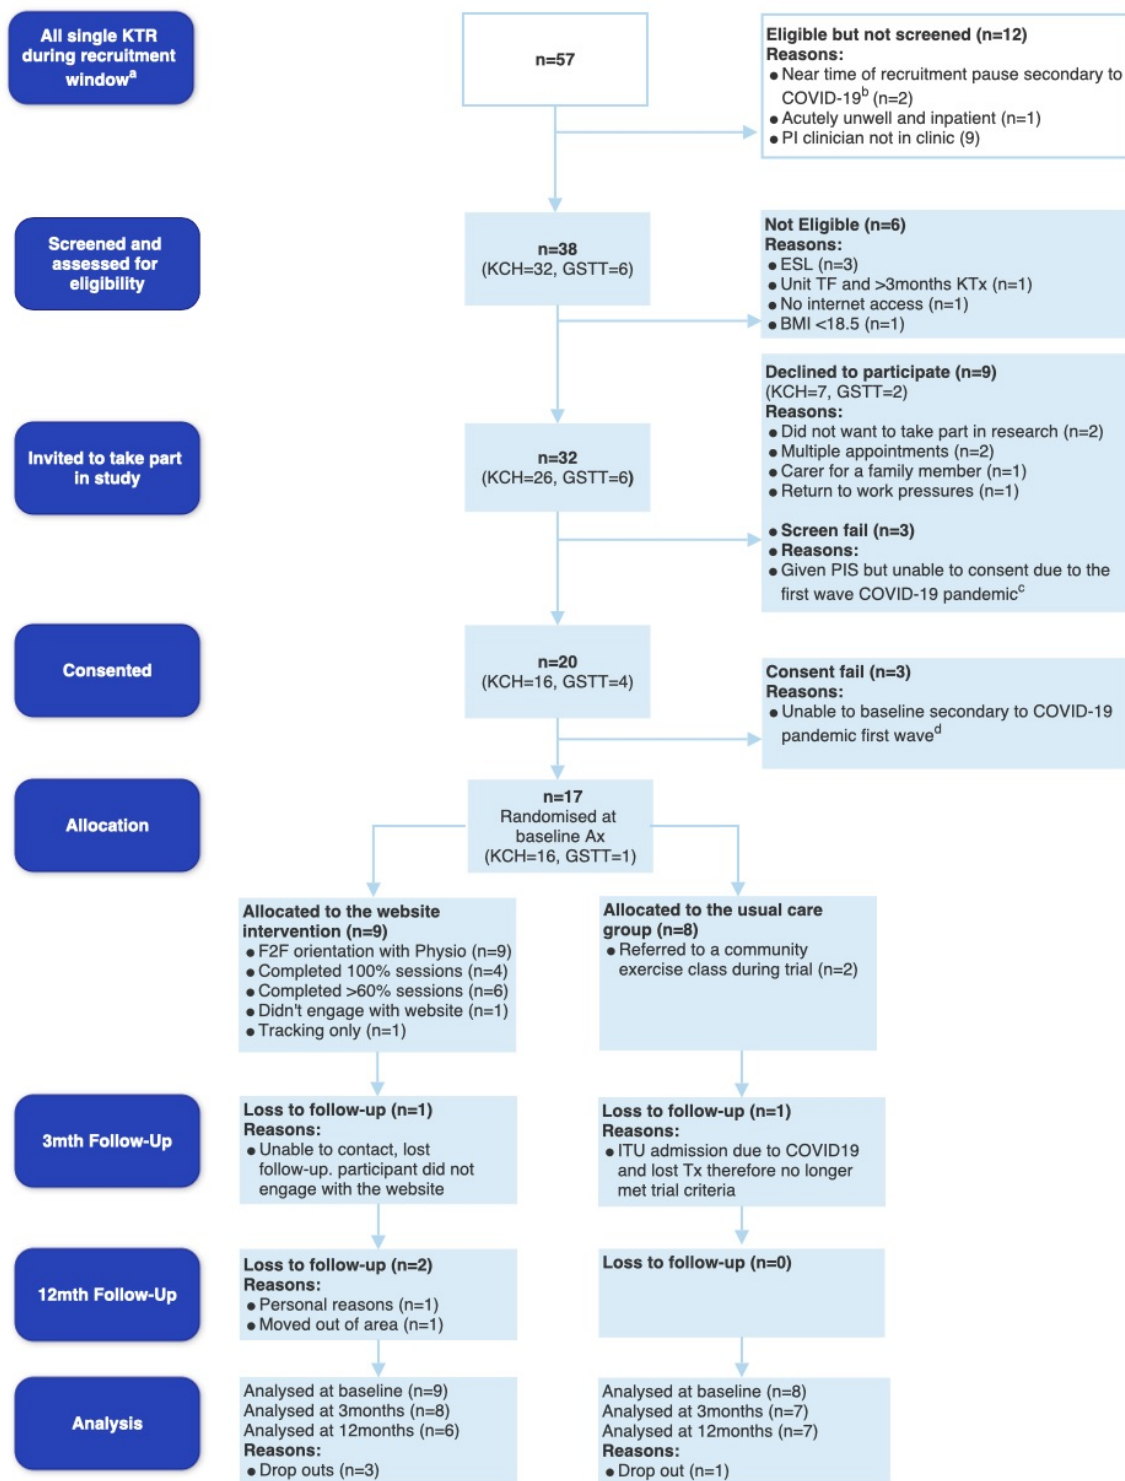 All single KTR
during recruitment
windowa
n=57
Eligible but not screened (n=12)
Reasons:
• Near time of recruitment pause secondary to
COVID-19b (n=2)
• Acutely unwell and inpatient (n=1)
• PI clinician not in clinic (9)
Screened and
assessed for
eligibility
n=38
(KCH=32, GSTT=6)
Not Eligible (n=6)
Reasons:
• ESL (n=3)
• Unit TF and >3months KTx (n=1)
• No internet access (n=1)
• BMI <18.5 (n=1)
Invited to take part
in study
n=32
(KCH=26, GSTT=6)
Declined to participate (n=9)
(KCH=7, GSTT=2)
Reasons:
• Did not want to take part in research (n=2)
• Multiple appointments (n=2)
• Carer for a family member (n=1)
• Return to work pressures (n=1)
• Screen fail (n=3)
• Reasons:
• Given PIS but unable to consent due to the
first wave COVID-19 pandemicc
Consented
n=20
(KCH=16, GSTT=4)
Consent fail (n=3)
Reasons:
• Unable to baseline secondary to COVID-19
pandemic first waved
Allocation
n=17
Randomised at
baseline Ax
(KCH=16, GSTT=1)
Allocated to the website
intervention (n=9)
• F2F orientation with Physio (n=9)
• Completed 100% sessions (n=4)
• Completed >60% sessions (n=6)
• Didn't engage with website (n=1)
• Tracking only (n=1)
Allocated to the usual care
group (n=8)
• Referred to a community
exercise class during trial (n=2)
3mth Follow-Up
Loss to follow-up (n=1)
Reasons:
• Unable to contact, lost
follow-up. participant did not
engage with the website
Loss to follow-up (n=1)
Reasons:
• ITU admission due to COVID19
and lost Tx therefore no longer
met trial criteria
12mth Follow-Up
Loss to follow-up (n=2)
Reasons:
• Personal reasons (n=1)
• Moved out of area (n=1)
Loss to follow-up (n=0)
Analysis
Analysed at baseline (n=9)
Analysed at 3months (n=8)
Analysed at 12months (n=6)
Reasons:
• Drop outs (n=3)
Analysed at baseline (n=8)
Analysed at 3months (n=7)
Analysed at 12months (n=7)
Reasons:
• Drop out (n=1)